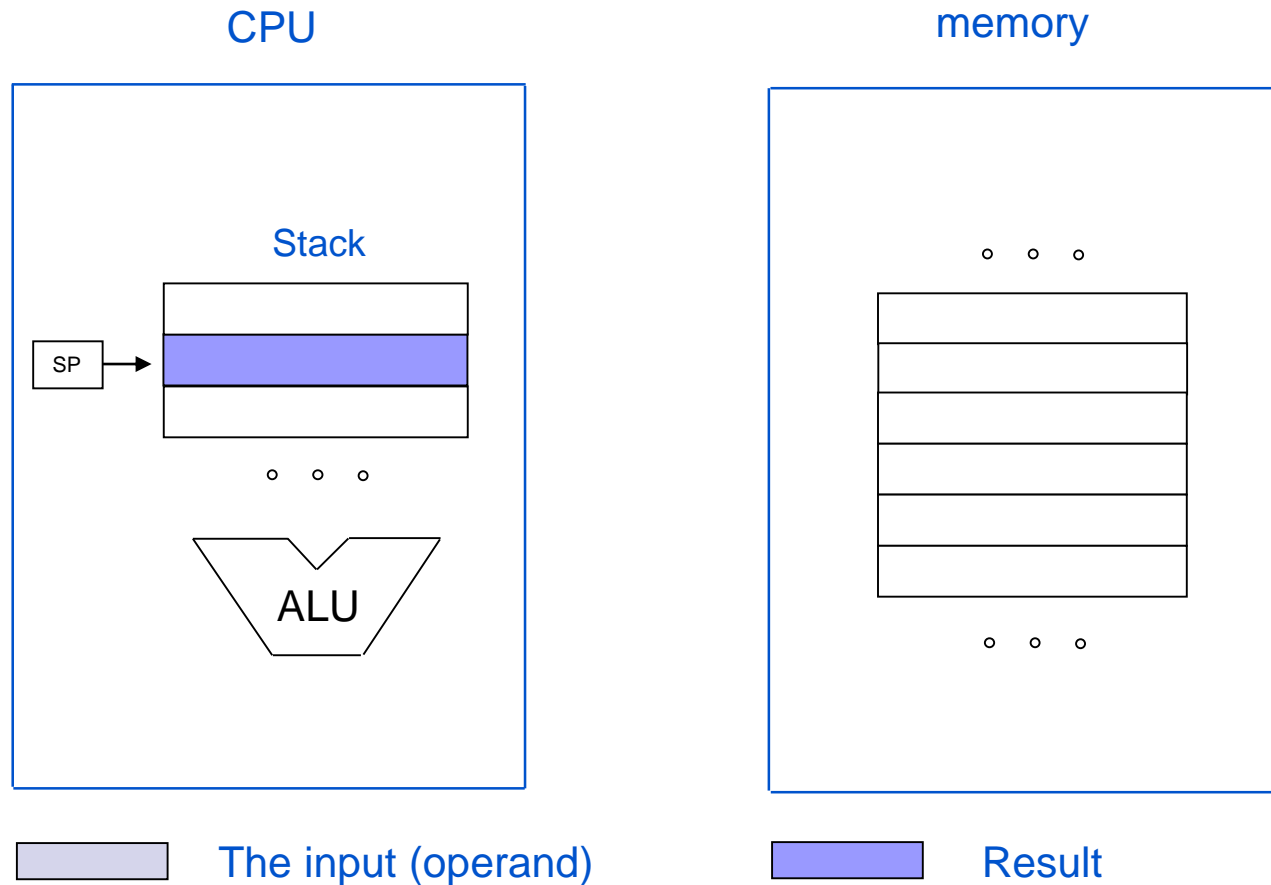 CPU
memory
Stack
SP
ALU
The input (operand)
Result